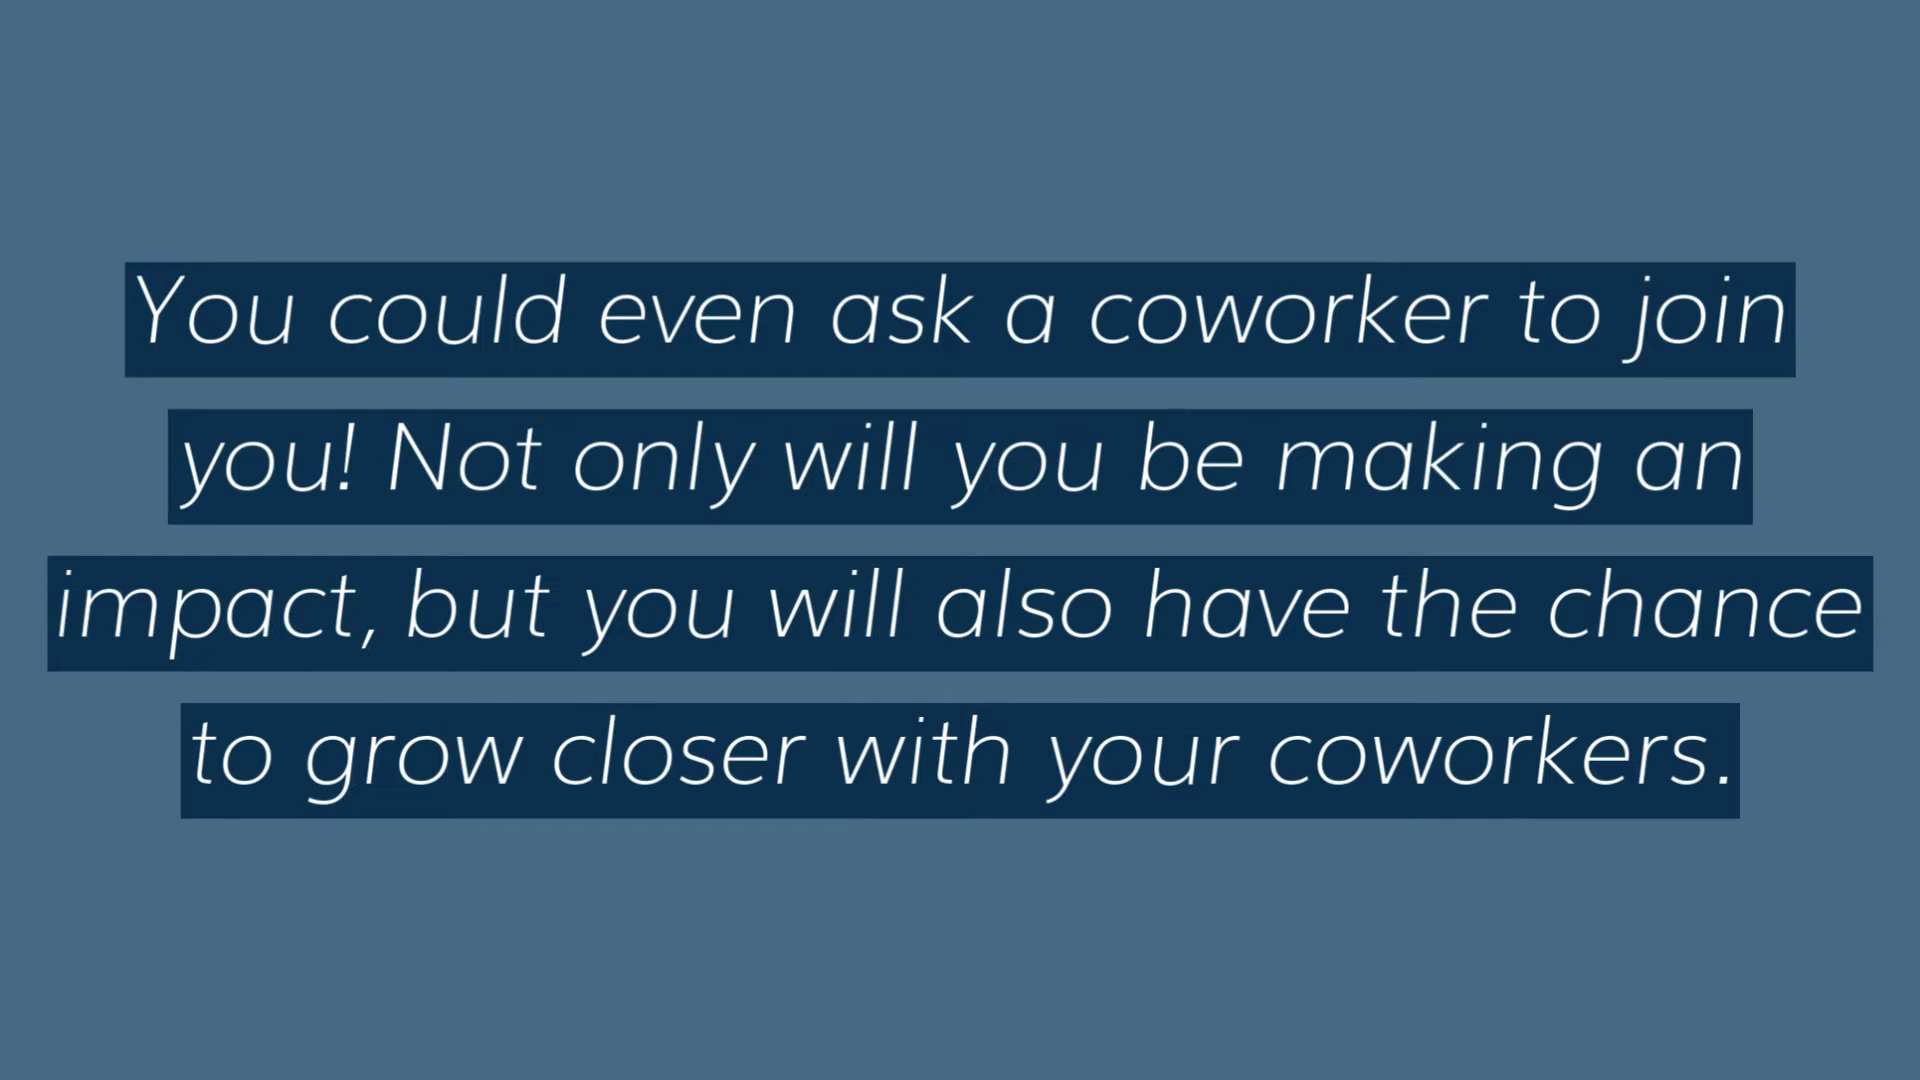 You could even ask a coworker to join
you! Not only will you be making an
impact, but you will also have the chance
to grow closer with your coworkers.